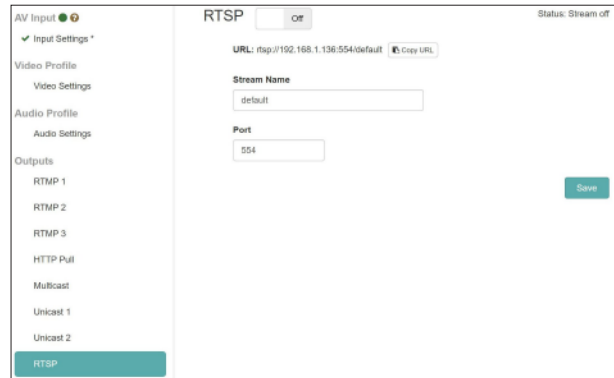 AV Input
Input Settings *
Video Profile
Video Settings
Audio Profile
Audio Settings
Outputs
RTMP 1
RTMP 2
RTMP 3
HTTP Pull
Multicast
Unicast 1
Unicast 2
RTSP
RTSP Off
Status: Stream off
URL: rtsp://192.168.1.136:554/default Copy URL
Stream Name
default
Port
554
Save